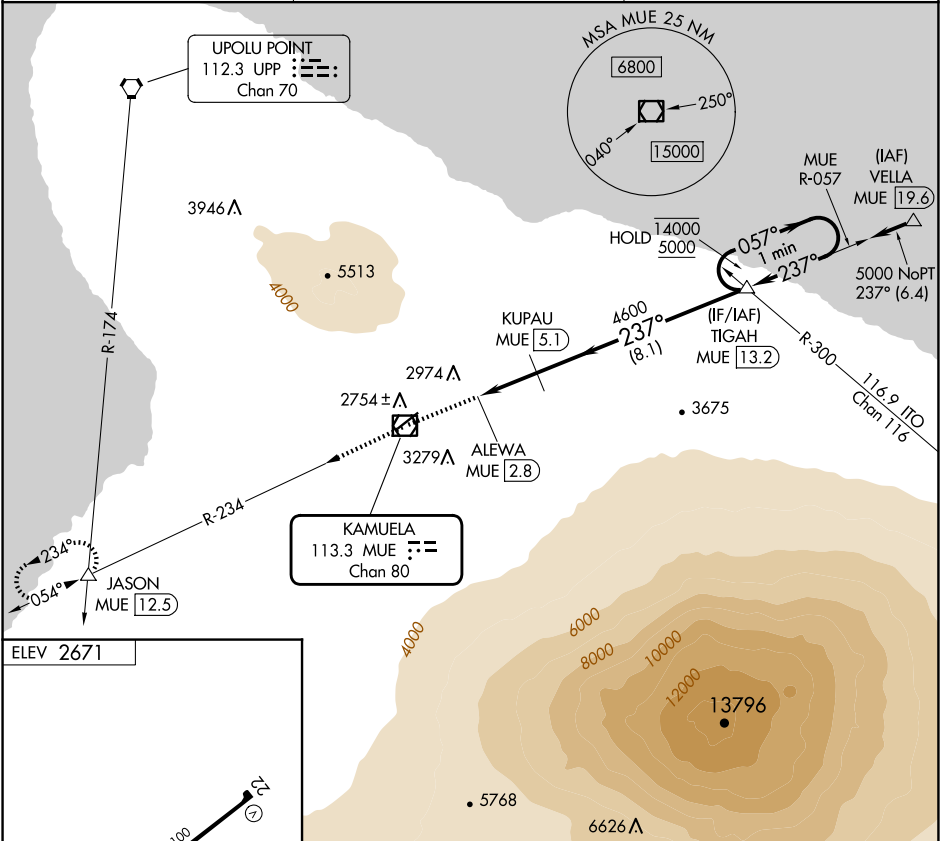 UPOLU POINT
112.3 UPP
Chan 70
MSA MUE 25 NM
6800
250°
040°
15000
MUE
R-057
(IAF)
VELLA
MUE 19.6
HOLD 14000
5000
057°
1 min
237°
5000 NoPT
237° (6.4)
3946
5513
4000
R-174
KUPAU
MUE 5.1
4600
237°
(8.1)
(IF/IAF)
TIGAH
MUE 13.2
R-300
116.9 ITO
Chan 116
2974
2754±
3675
3279
ALEWA
MUE 2.8
R-234
KAMUELA
113.3 MUE
Chan 80
234°
054°
JASON
MUE 12.5
4000
6000
8000
10000
12000
13796
ELEV 2671
22
V
100
5768
6626